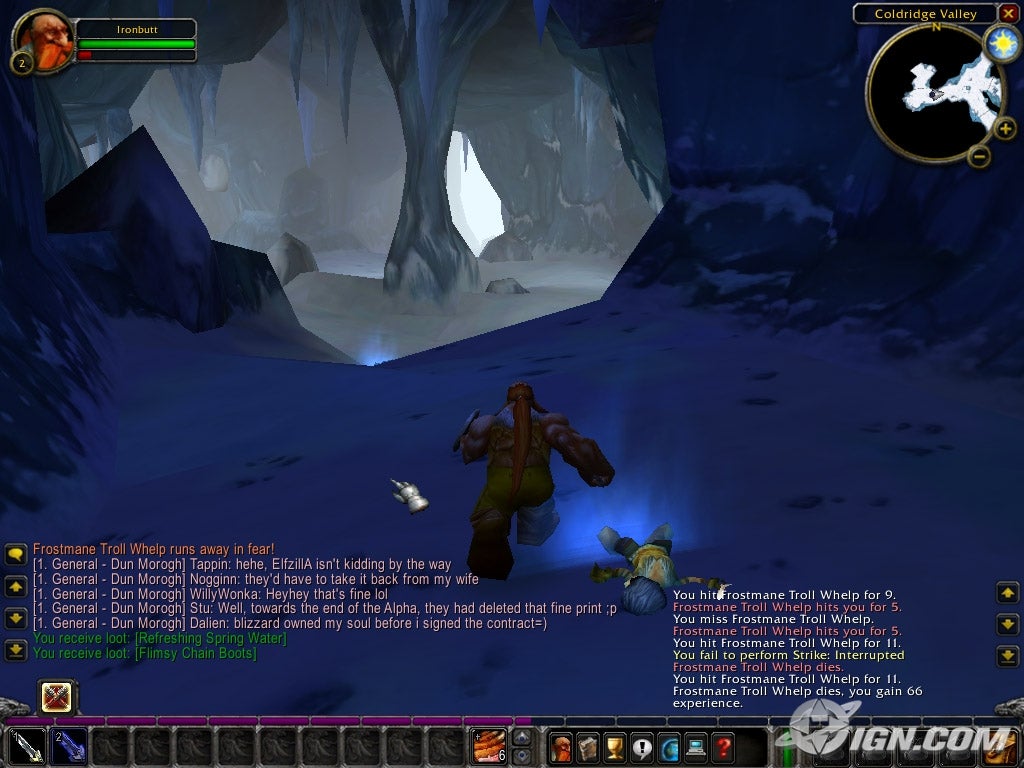 Ironbutt
2
Coldridge Valley
N
Frostmane Troll Whelp runs away in fear!
[1. General - Dun Morogh] Tappin: hehe, ElfzillA isn't kidding by the way
[1. General - Dun Morogh] Nogginn: they'd have to take it back from my wife
[1. General - Dun Morogh] WillyWonka: Heyhey that's fine lol
[1. General - Dun Morogh] Stu: Well, towards the end of the Alpha, they had deleted that fine print ;p
[1. General - Dun Morogh] Dalien: blizzard owned my soul before i signed the contract=)
You receive loot: [Refreshing Spring Water]
You receive loot: [Flimsy Chain Boots]
You hit Frostmane Troll Whelp for 9.
Frostmane Troll Whelp hits you for 5.
You miss Frostmane Troll Whelp.
Frostmane Troll Whelp hits you for 5.
You hit Frostmane Troll Whelp for 11.
You fail to perform Strike: Interrupted
Frostmane Troll Whelp dies.
You hit Frostmane Troll Whelp for 11.
Frostmane Troll Whelp dies, you gain 66
experience.
2
6
IGN.COM